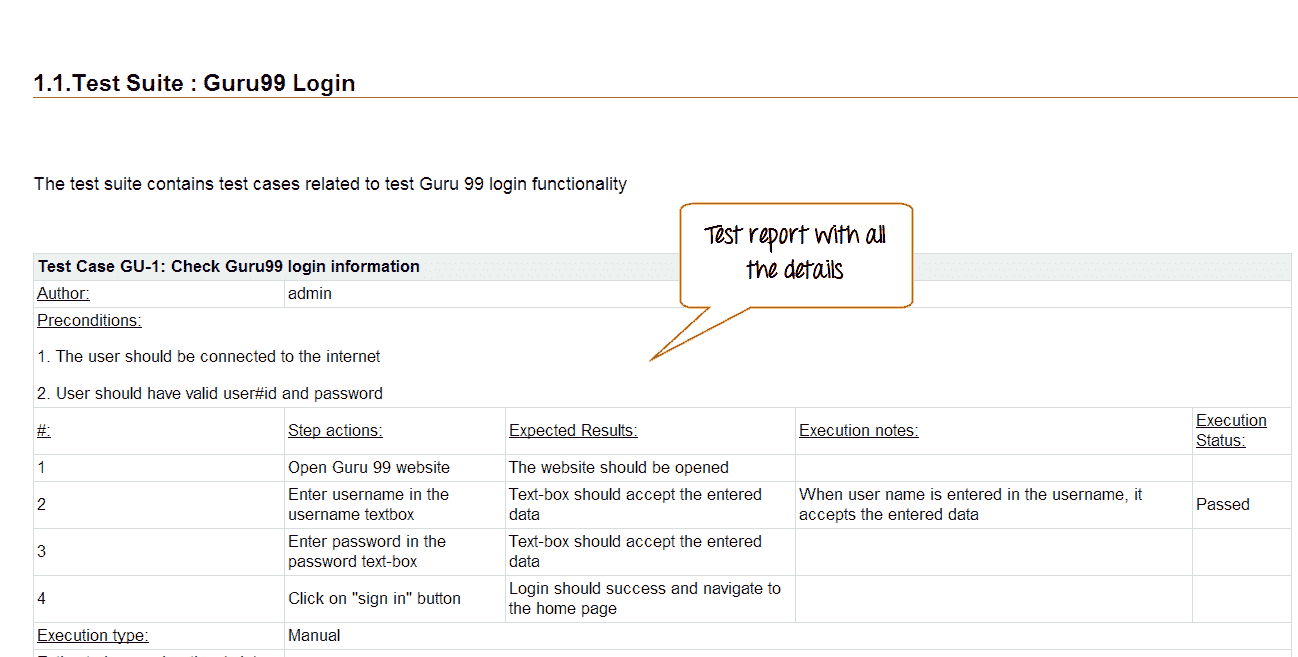 1.1.Test Suite : Guru99 Login
The test suite contains test cases related to test Guru 99 login functionality
Test report with all
the details
Test Case GU-1: Check Guru99 login information
Author: admin
Preconditions:
1. The user should be connected to the internet
2. User should have valid user#id and password
#: Step actions: Expected Results: Execution notes: Execution
Status:
1 Open Guru 99 website The website should be opened
2 Enter username in the
username textbox
Text-box should accept the entered
data
When user name is entered in the username, it
accepts the entered data
Passed
3 Enter password in the
password text-box
Text-box should accept the entered
data
4 Click on "sign in" button Login should success and navigate to
the home page
Execution type: Manual